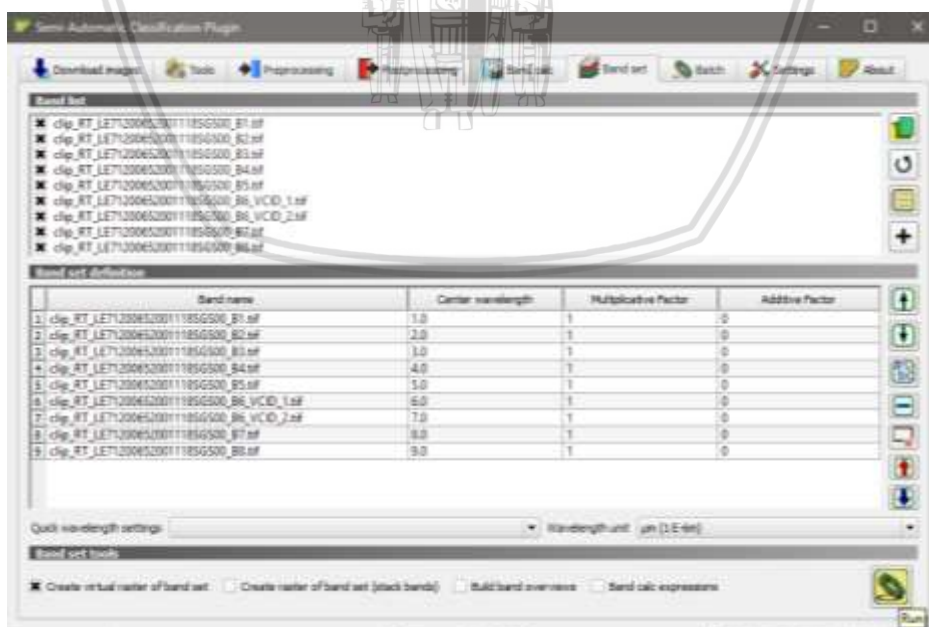 Semi-Automatic Classification Plugin
Download images Tools Preprocessing Postprocessing Band calc Band set Batch Settings About
Band list
clip_RT_LE71200652001118SGS00_B1.tif
clip_RT_LE71200652001118SGS00_B2.tif
clip_RT_LE71200652001118SGS00_B3.tif
clip_RT_LE71200652001118SGS00_B4.tif
clip_RT_LE71200652001118SGS00_B5.tif
clip_RT_LE71200652001118SGS00_B6_VCID_1.tif
clip_RT_LE71200652001118SGS00_B6_VCID_2.tif
clip_RT_LE71200652001118SGS00_B7.tif
clip_RT_LE71200652001118SGS00_B8.tif
Band set definition
Band name Center wavelength Multiplicative Factor Additive Factor
1 clip_RT_LE71200652001118SGS00_B1.tif 1.0 1 0
2 clip_RT_LE71200652001118SGS00_B2.tif 2.0 1 0
3 clip_RT_LE71200652001118SGS00_B3.tif 3.0 1 0
4 clip_RT_LE71200652001118SGS00_B4.tif 4.0 1 0
5 clip_RT_LE71200652001118SGS00_B5.tif 5.0 1 0
6 clip_RT_LE71200652001118SGS00_B6_VCID_1.tif 6.0 1 0
7 clip_RT_LE71200652001118SGS00_B6_VCID_2.tif 7.0 1 0
8 clip_RT_LE71200652001118SGS00_B7.tif 8.0 1 0
9 clip_RT_LE71200652001118SGS00_B8.tif 9.0 1 0
Quick wavelength settings Wavelength unit µm (1 E-6m)
Band set tools
Create virtual raster of band set Create raster of band set (stack bands) Build band overviews Band calc expressions
Run